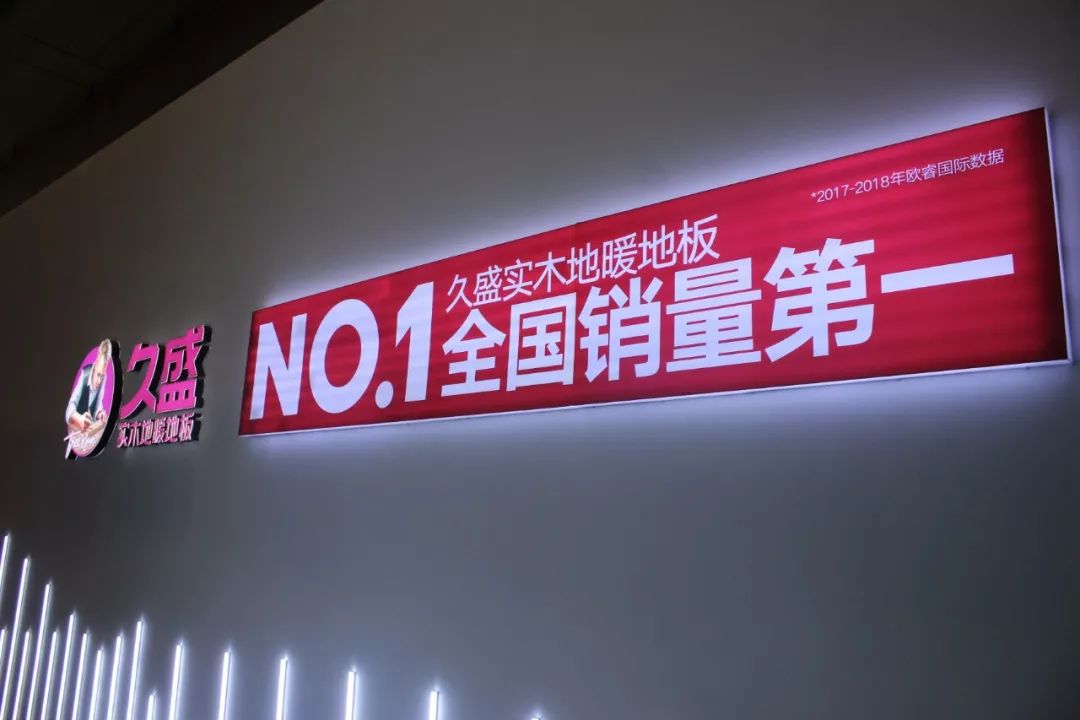 久盛
实木地暖地板
NO.1
久盛实木地暖地板
全国销量第一
*2017-2018年欧睿国际数据